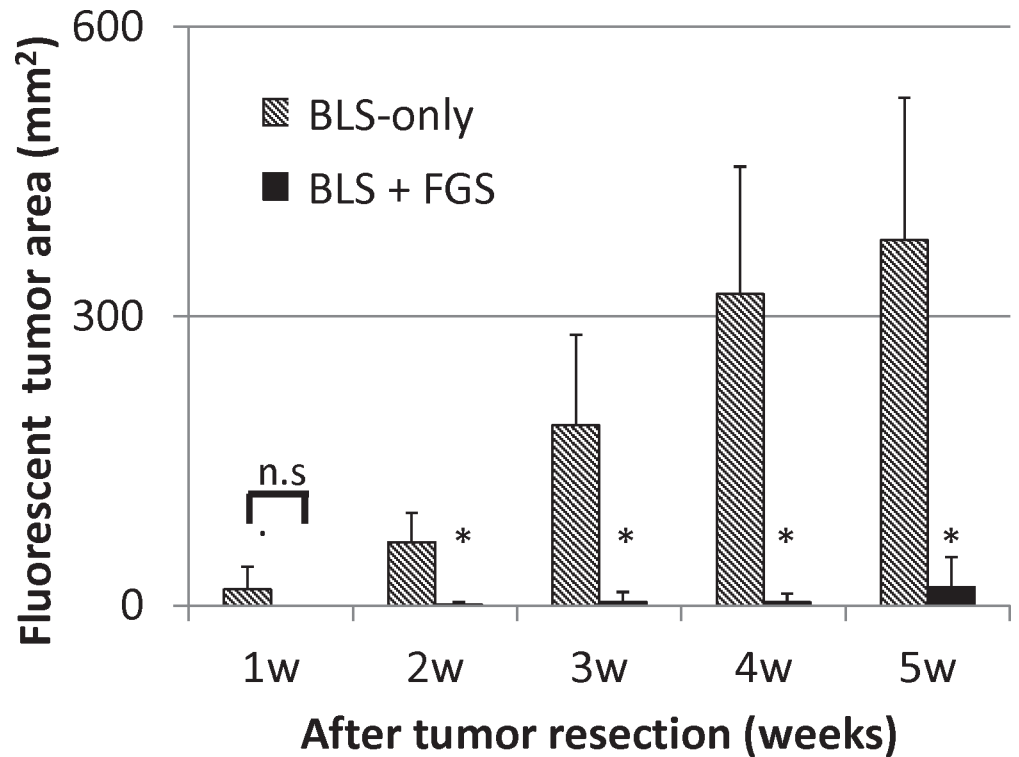 Fluorescent tumor area (mm²)
600
300
0
BLS-only
BLS + FGS
n.s
.
*
*
*
*
1w 2w 3w 4w 5w
After tumor resection (weeks)